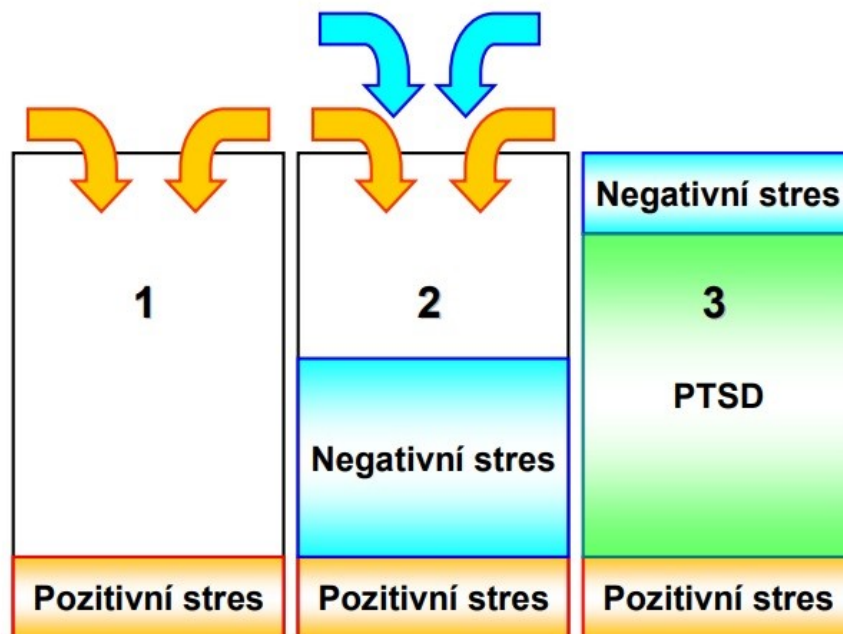 Negativní stres
1
2
3
PTSD
Negativní stres
Pozitivní stres
Pozitivní stres
Pozitivní stres